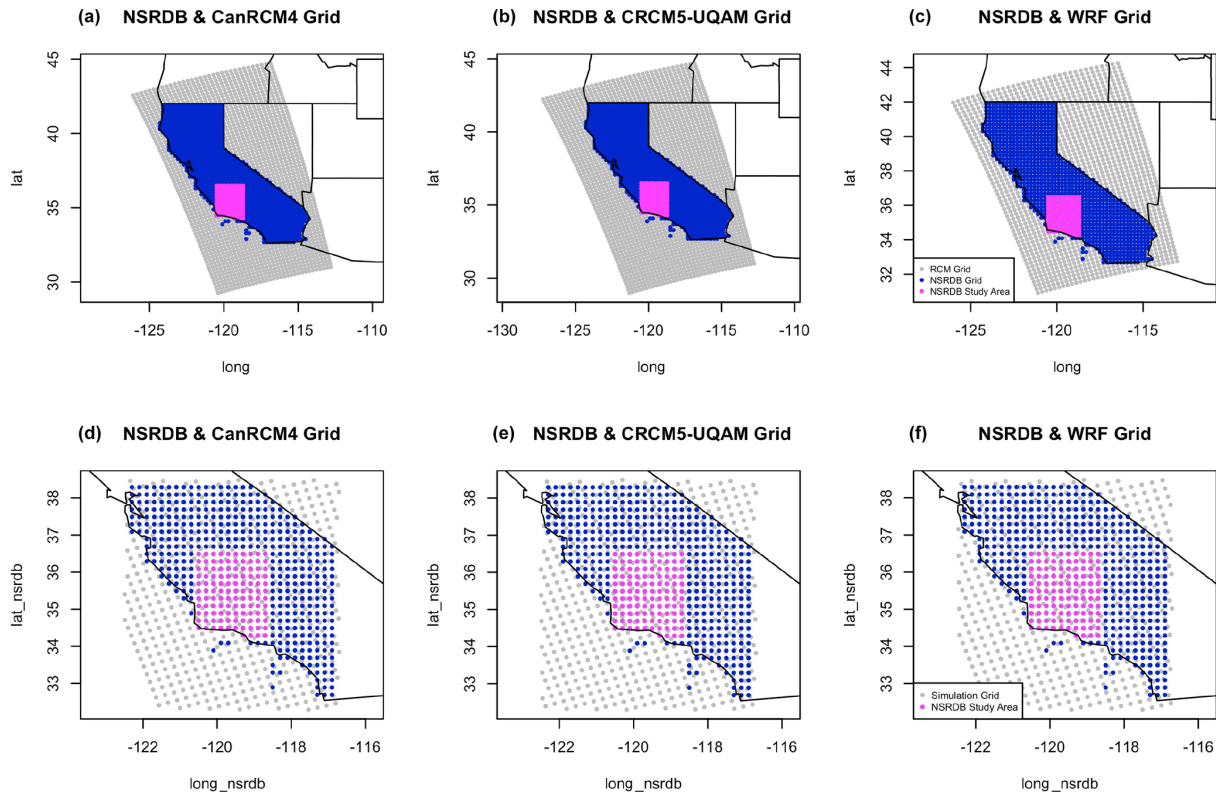 (a) NSRDB & CanRCM4 Grid
45
40
35
30
lat
-125 -120 -115 -110
long
(b) NSRDB & CRCM5-UQAM Grid
45
40
35
30
lat
-130 -125 -120 -115 -110
long
(c) NSRDB & WRF Grid
44
42
40
38
36
34
32
lat
RCM Grid
NSRDB Grid
NSRDB Study Area
-125 -120 -115
long
(d) NSRDB & CanRCM4 Grid
38
37
36
35
34
33
lat_nsrdb
-122 -120 -118 -116
long_nsrdb
(e) NSRDB & CRCM5-UQAM Grid
38
37
36
35
34
33
lat_nsrdb
-122 -120 -118 -116
long_nsrdb
(f) NSRDB & WRF Grid
38
37
36
35
34
33
lat_nsrdb
Simulation Grid
NSRDB Study Area
-122 -120 -118 -116
long_nsrdb